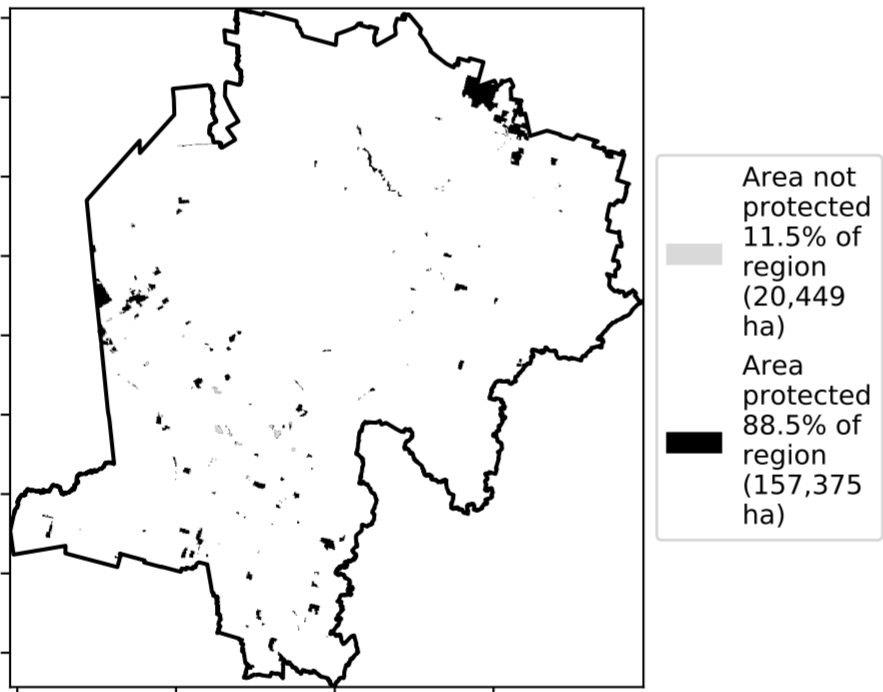 Area not
protected
11.5% of
region
(20,449
ha)
Area
protected
88.5% of
region
(157,375
ha)